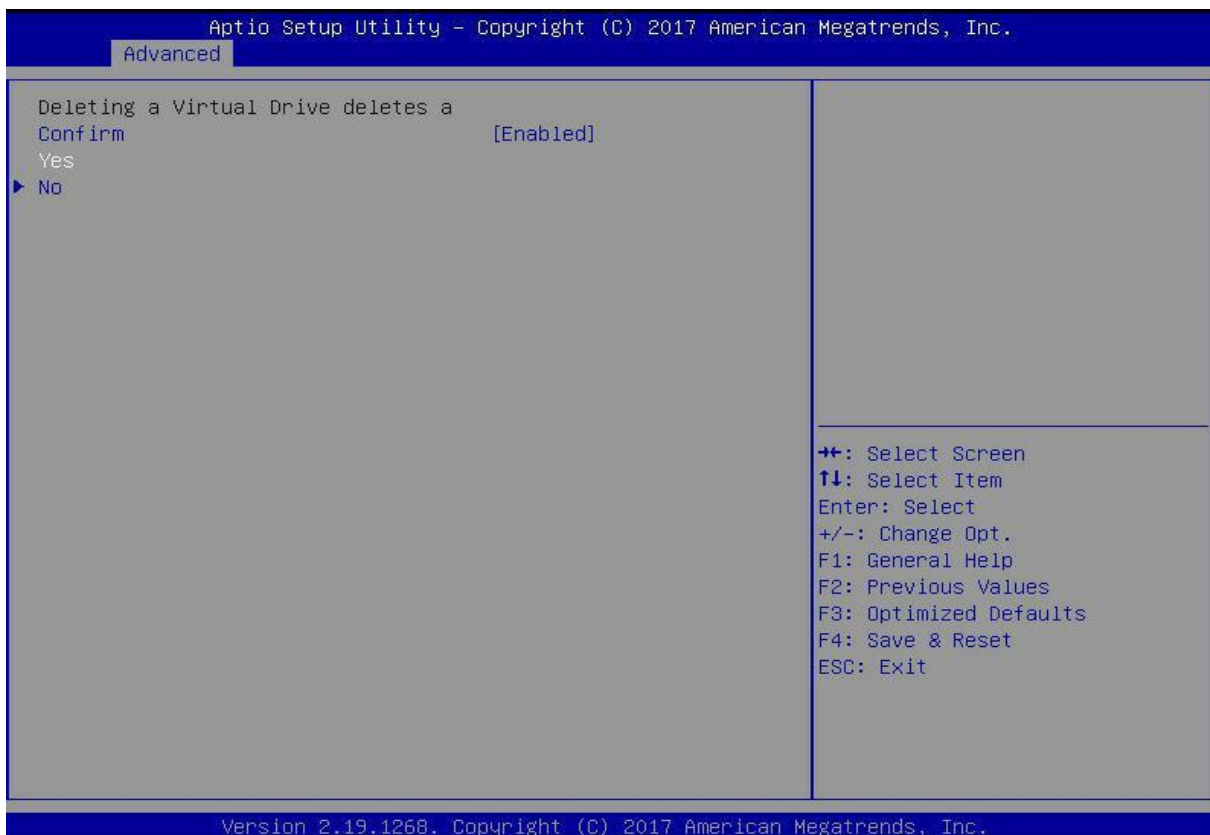 Aptio Setup Utility – Copyright (C) 2017 American Megatrends, Inc.
Advanced
Deleting a Virtual Drive deletes a
Confirm [Enabled]
Yes
▶ No
→←: Select Screen
↑↓: Select Item
Enter: Select
+/-: Change Opt.
F1: General Help
F2: Previous Values
F3: Optimized Defaults
F4: Save & Reset
ESC: Exit
Version 2.19.1268. Copyright (C) 2017 American Megatrends, Inc.